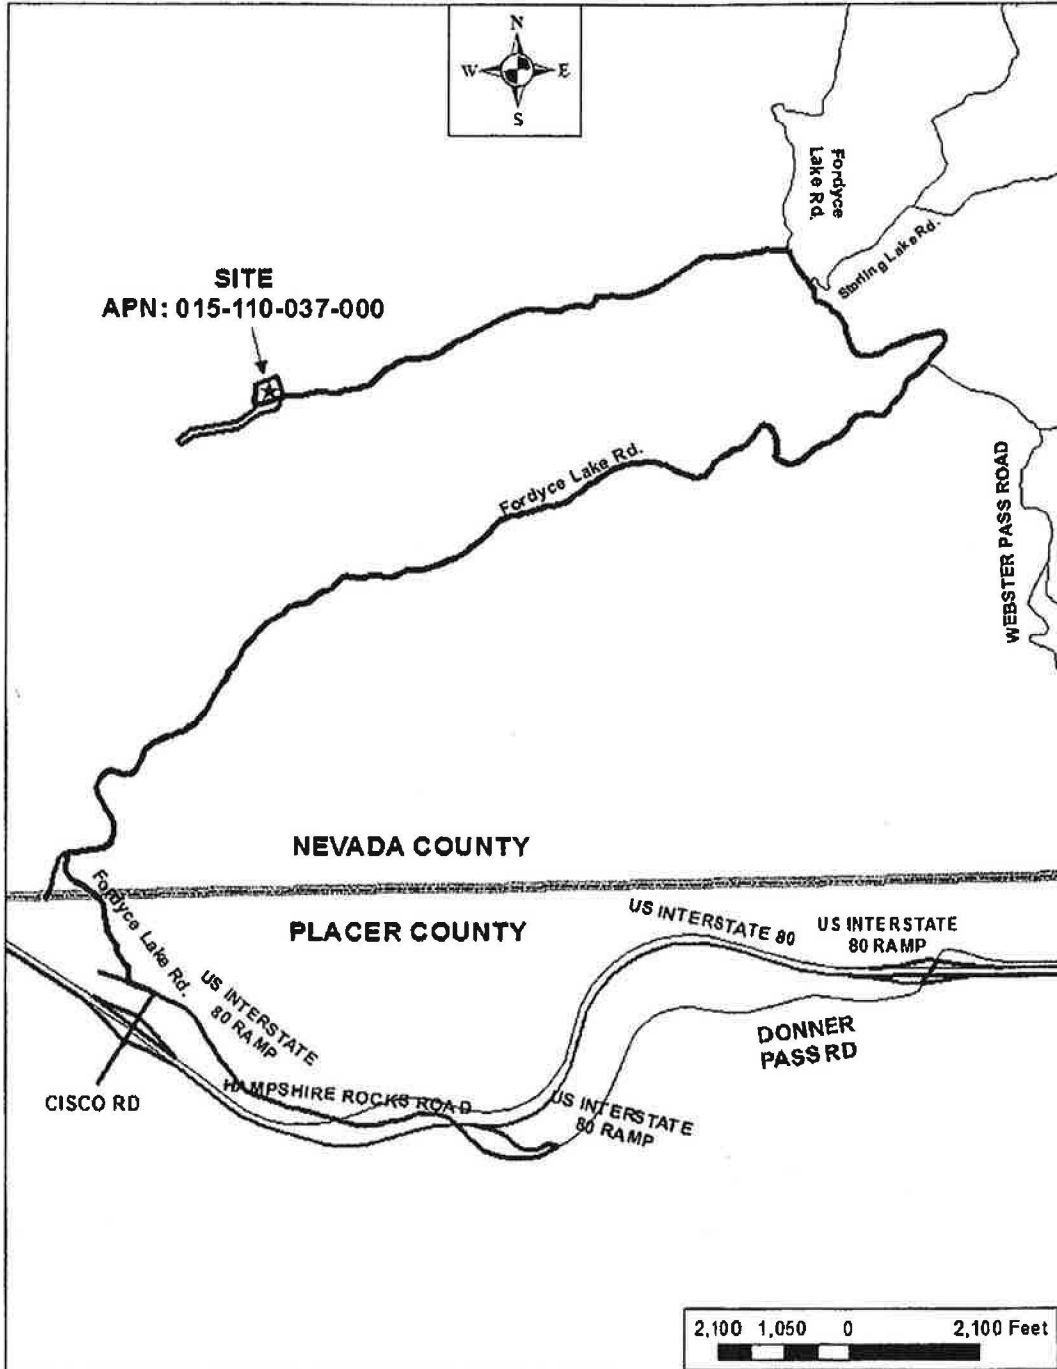 N
W E
S
Fordyce
Lake Rd.
Sterling Lake Rd.
SITE
APN: 015-110-037-000
Fordyce Lake Rd.
WEBSTER PASS ROAD
NEVADA COUNTY
PLACER COUNTY
Fordyce Lake Rd.
US INTERSTATE 80
US INTERSTATE
80 RAMP
US INTERSTATE
80 RAMP
DONNER
PASS RD
CISCO RD
HAMPSHIRE ROCKS ROAD
US INTERSTATE
80 RAMP
2,100 1,050 0 2,100 Feet